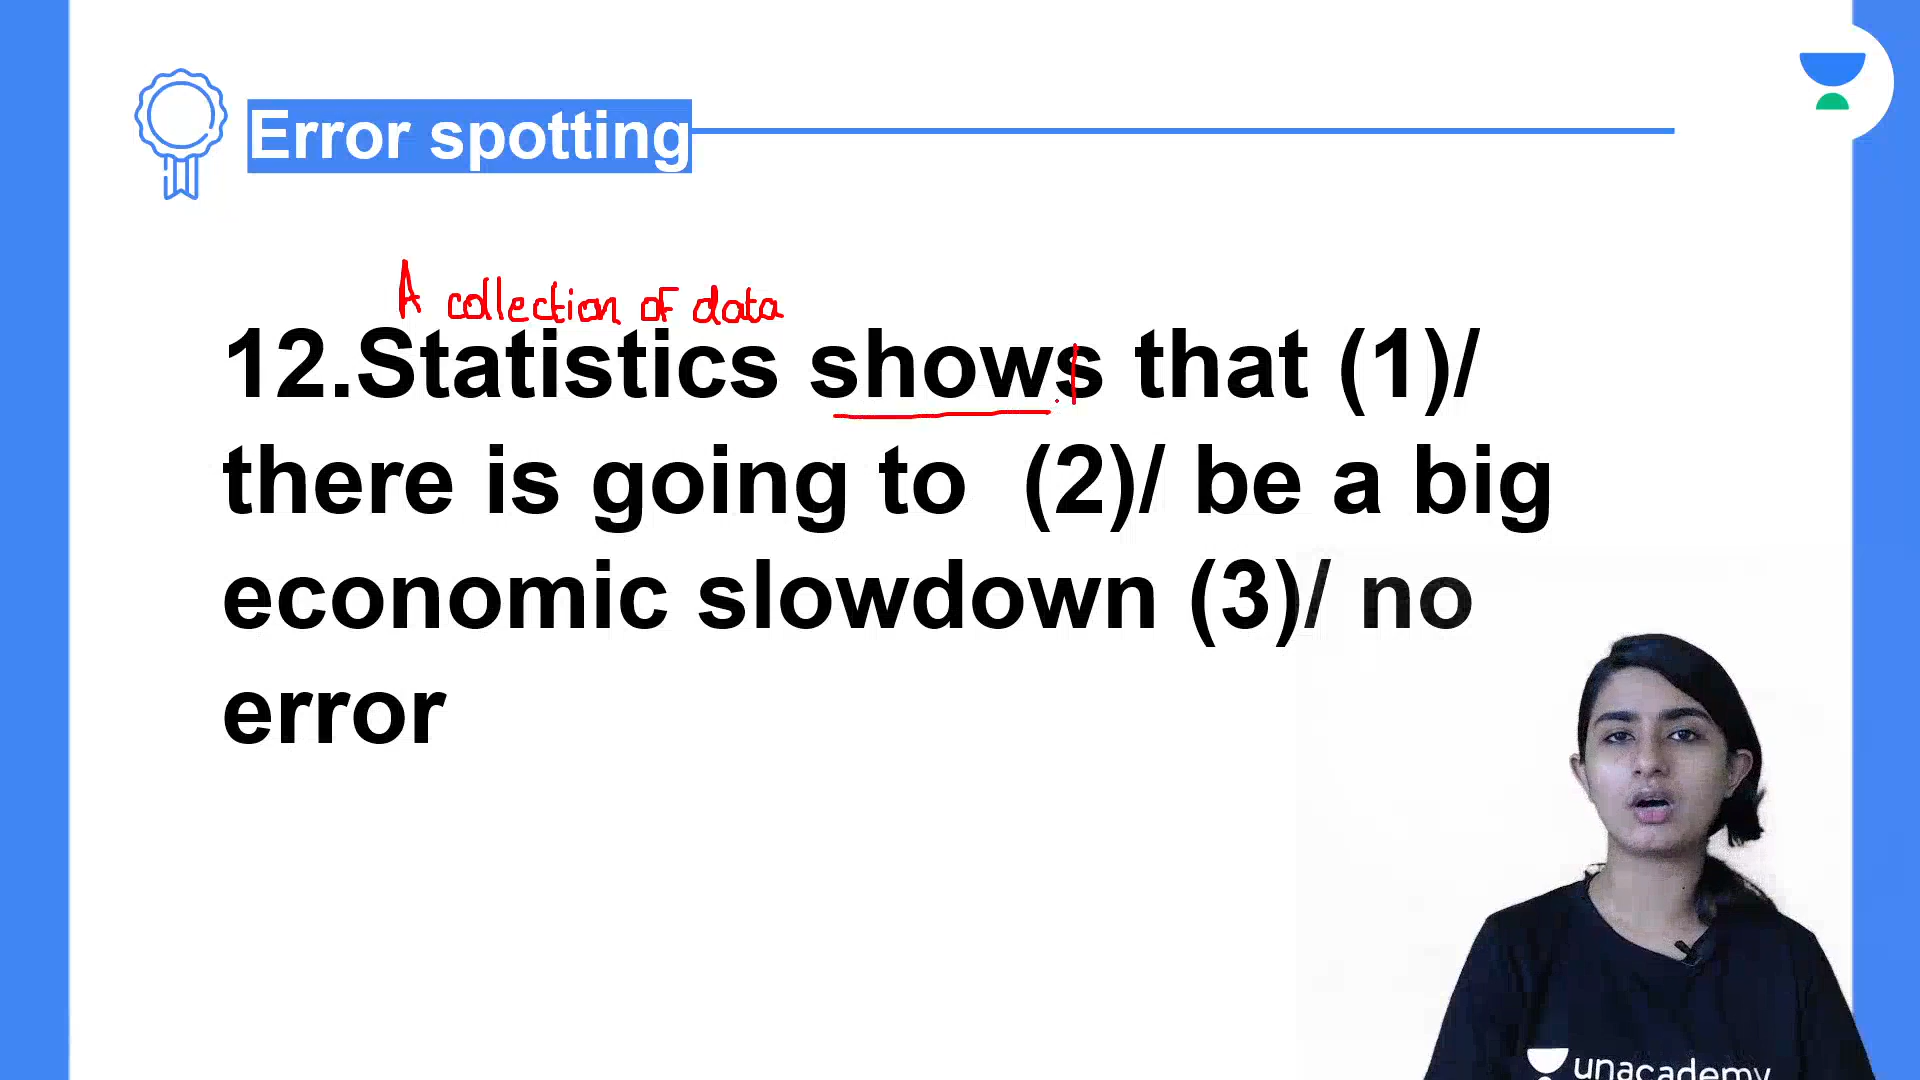 Error spotting
A collection of data
12.Statistics shows that (1)/
there is going to  (2)/ be a big
economic slowdown (3)/ no
error
unacademy